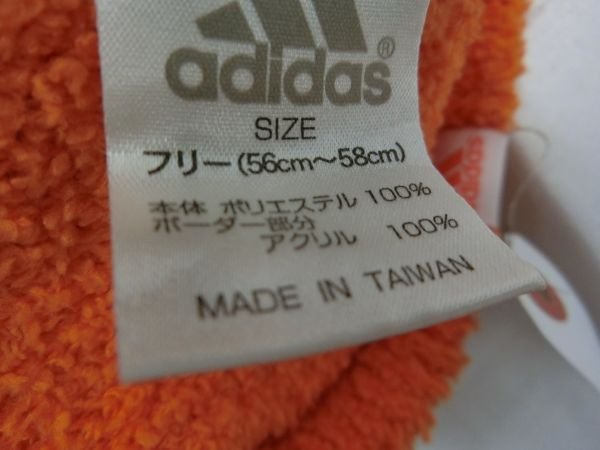 adidas®
SIZE
フリー(56cm〜58cm)
本体 ポリエステル 100%
ボーダー部分
アクリル 100%
MADE IN TAIWAN
adidas